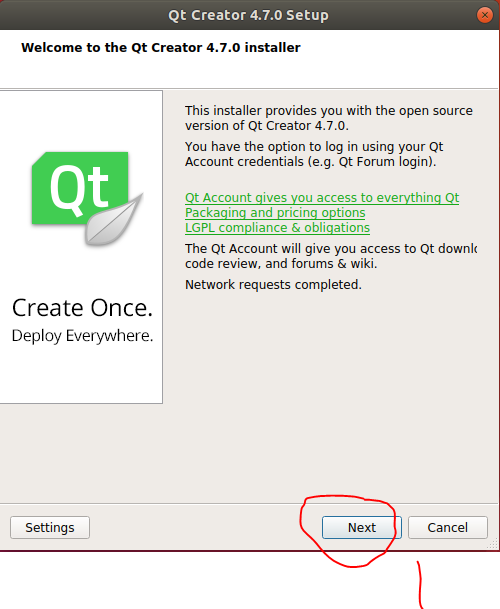 Qt Creator 4.7.0 Setup
Welcome to the Qt Creator 4.7.0 installer
This installer provides you with the open source
version of Qt Creator 4.7.0.
You have the option to log in using your Qt
Account credentials (e.g. Qt Forum login).
Qt Account gives you access to everything Qt
Packaging and pricing options
LGPL compliance & obligations
The Qt Account will give you access to Qt downlo
code review, and forums & wiki.
Network requests completed.
Qt
Create Once.
Deploy Everywhere.
Settings
Next
Cancel